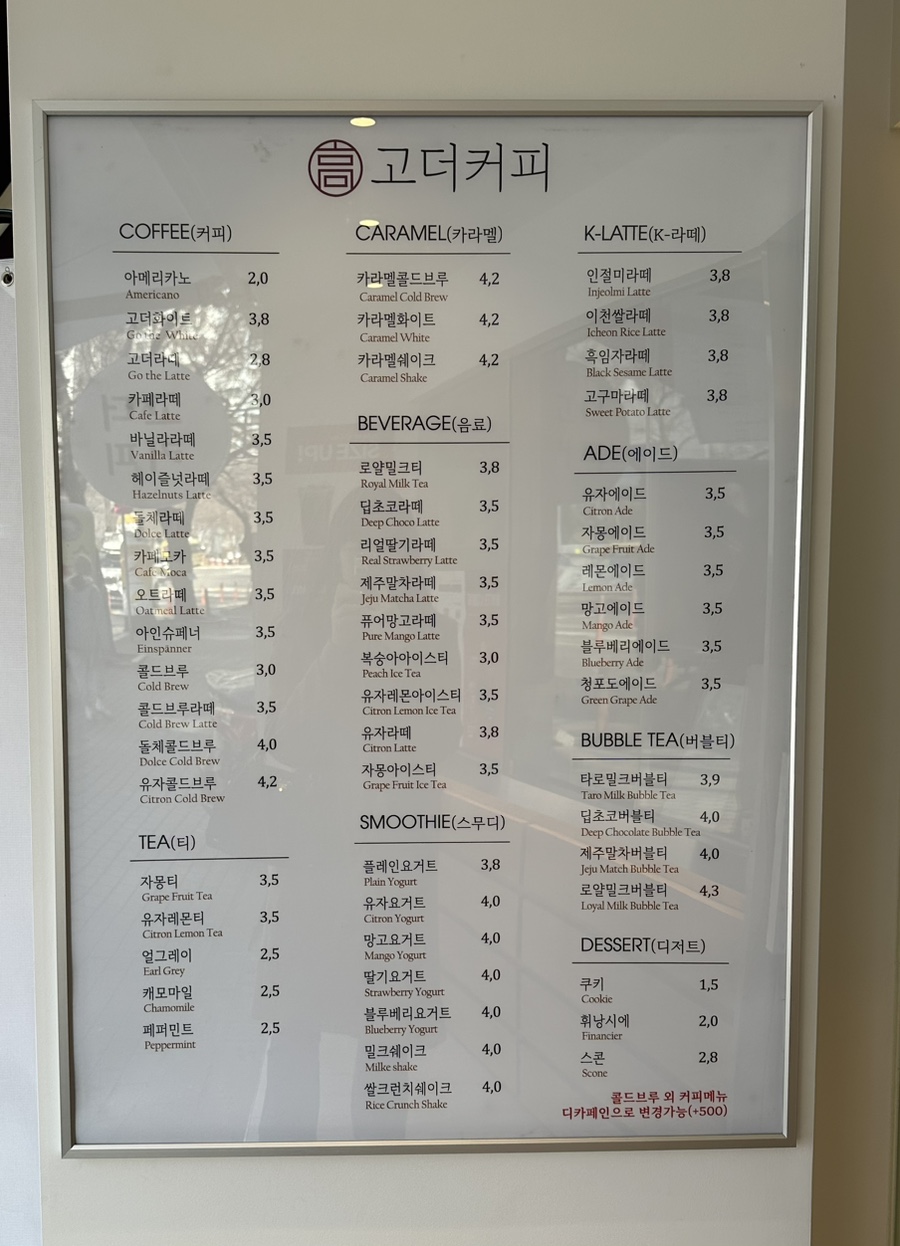 高 고더커피
COFFEE(커피)
아메리카노 2,0
Americano
고더화이트 3,8
Go the White
고더라떼 2,8
Go the Latte
카페라떼 3,0
Cafe Latte
바닐라라떼 3,5
Vanilla Latte
헤이즐넛라떼 3,5
Hazelnuts Latte
돌체라떼 3,5
Dolce Latte
카페모카 3,5
Cafe Moca
오트라떼 3,5
Oatmeal Latte
아인슈페너 3,5
Einspänner
콜드브루 3,0
Cold Brew
콜드브루라떼 3,5
Cold Brew Latte
돌체콜드브루 4,0
Dolce Cold Brew
유자콜드브루 4,2
Citron Cold Brew
TEA(티)
자몽티 3,5
Grape Fruit Tea
유자레몬티 3,5
Citron Lemon Tea
얼그레이 2,5
Earl Grey
캐모마일 2,5
Chamomile
페퍼민트 2,5
Peppermint
CARAMEL(카라멜)
카라멜콜드브루 4,2
Caramel Cold Brew
카라멜화이트 4,2
Caramel White
카라멜쉐이크 4,2
Caramel Shake
BEVERAGE(음료)
로얄밀크티 3,8
Royal Milk Tea
딥초코라떼 3,5
Deep Choco Latte
리얼딸기라떼 3,5
Real Strawberry Latte
제주말차라떼 3,5
Jeju Matcha Latte
퓨어망고라떼 3,5
Pure Mango Latte
복숭아아이스티 3,0
Peach Ice Tea
유자레몬아이스티 3,5
Citron Lemon Ice Tea
유자라떼 3,8
Citron Latte
자몽아이스티 3,5
Grape Fruit Ice Tea
SMOOTHIE(스무디)
플레인요거트 3,8
Plain Yogurt
유자요거트 4,0
Citron Yogurt
망고요거트 4,0
Mango Yogurt
딸기요거트 4,0
Strawberry Yogurt
블루베리요거트 4,0
Blueberry Yogurt
밀크쉐이크 4,0
Milke shake
쌀크런치쉐이크 4,0
Rice Crunch Shake
K-LATTE(K-라떼)
인절미라떼 3,8
Injeolmi Latte
이천쌀라떼 3,8
Icheon Rice Latte
흑임자라떼 3,8
Black Sesame Latte
고구마라떼 3,8
Sweet Potato Latte
ADE(에이드)
유자에이드 3,5
Citron Ade
자몽에이드 3,5
Grape Fruit Ade
레몬에이드 3,5
Lemon Ade
망고에이드 3,5
Mango Ade
블루베리에이드 3,5
Blueberry Ade
청포도에이드 3,5
Green Grape Ade
BUBBLE TEA(버블티)
타로밀크버블티 3,9
Taro Milk Bubble Tea
딥초코버블티 4,0
Deep Chocolate Bubble Tea
제주말차버블티 4,0
Jeju Match Bubble Tea
로얄밀크버블티 4,3
Loyal Milk Bubble Tea
DESSERT(디저트)
쿠키 1,5
Cookie
휘낭시에 2,0
Financier
스콘 2,8
Scone
콜드브루 외 커피메뉴
디카페인으로 변경가능(+500)